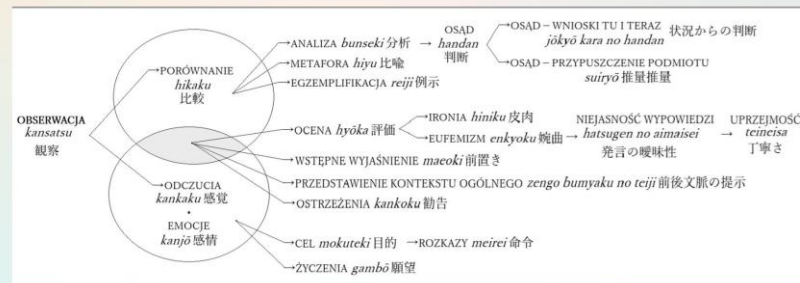 OBSERWACJA
kansatsu
観察
PORÓWNANIE
hikaku
比較
ODCZUCIA
kankaku 感覚
•
EMOCJE
kanjō 感情
ANALIZA bunseki 分析
METAFORA hiyu 比喩
EGZEMPLIFIKACJA reiji 例示
OSĄD
handan
判断
OSĄD – WNIOSKI TU I TERAZ
jōkyō kara no handan 状況からの判断
OSĄD – PRZYPUSZCZENIE PODMIOTU
suiryō 推量推量
OCENA hyōka 評価
IRONIA hiniku 皮肉
EUFEMIZM enkyoku 婉曲
NIEJASNOŚĆ WYPOWIEDZI
hatsugen no aimaisei
発言の曖昧性
UPRZEJMOŚĆ
teineisa
丁寧さ
WSTĘPNE WYJAŚNIENIE maeoki 前置き
PRZEDSTAWIENIE KONTEKSTU OGÓLNEGO zengo bumyaku no teiji 前後文脈の提示
OSTRZEŻENIA kankoku 勧告
CEL mokuteki 目的
ROZKAZY meirei 命令
ŻYCZENIA gambō 願望